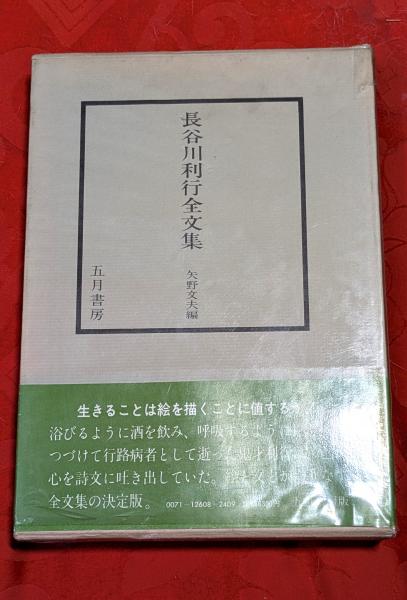 長谷川利行全文集
矢野文夫編
五月書房
生きることは絵を描くことに値する
浴びるように酒を飲み、呼吸するように
つづけて行路病者として逝った
心を詩文に吐き出していた。
全文集の決定版。
0071-12608-2409